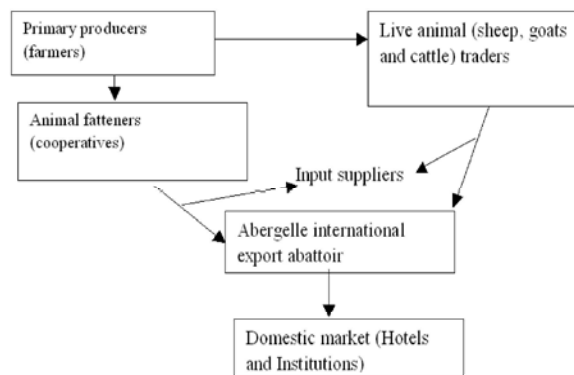 Primary producers
(farmers)
Live animal (sheep, goats
and cattle) traders
Animal fatteners
(cooperatives)
Input suppliers
Abergelle international
export abattoir
Domestic market (Hotels
and Institutions)